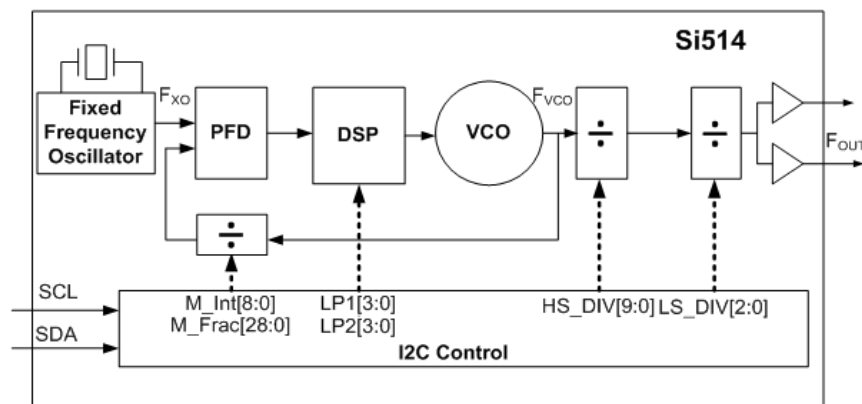 Si514
Fixed
Frequency
Oscillator
FXO
PFD
DSP
VCO
FVCO
÷
÷
FOUT
÷
SCL
SDA
M_Int[8:0]
M_Frac[28:0]
LP1[3:0]
LP2[3:0]
HS_DIV[9:0]
LS_DIV[2:0]
I2C Control